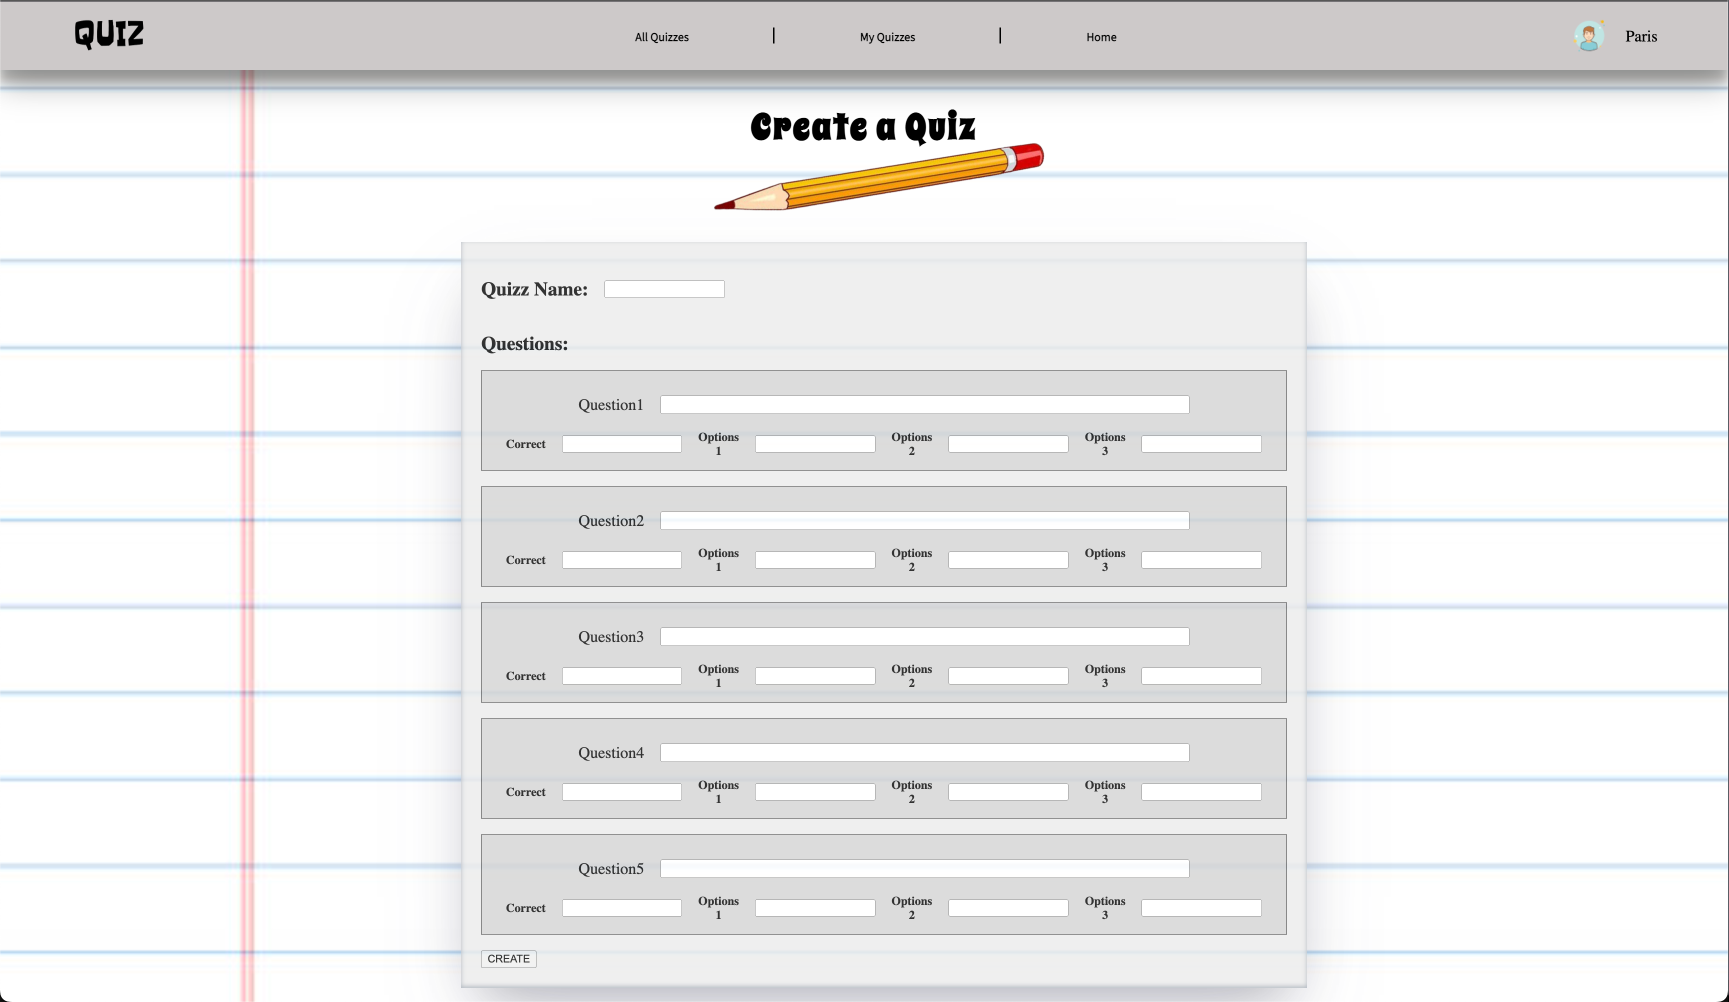 QUIZ
All Quizzes | My Quizzes | Home
Paris
Create a Quiz
Quizz Name:
Questions:
Question1
Correct Options 1 Options 2 Options 3
Question2
Correct Options 1 Options 2 Options 3
Question3
Correct Options 1 Options 2 Options 3
Question4
Correct Options 1 Options 2 Options 3
Question5
Correct Options 1 Options 2 Options 3
CREATE